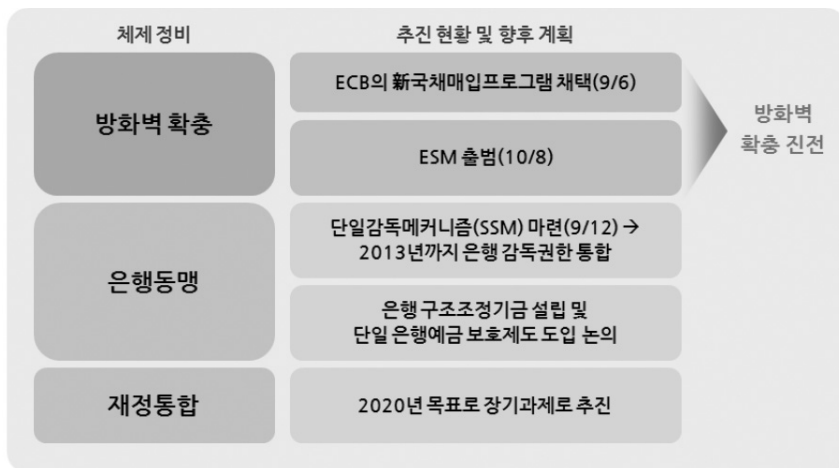 체제 정비
추진 현황 및 향후 계획
방화벽 확충
ECB의 新국채매입프로그램 채택(9/6)
ESM 출범(10/8)
방화벽
확충 진전
은행동맹
단일감독메커니즘(SSM) 마련(9/12) →
2013년까지 은행 감독권한 통합
은행 구조조정기금 설립 및
단일 은행예금 보호제도 도입 논의
재정통합
2020년 목표로 장기과제로 추진